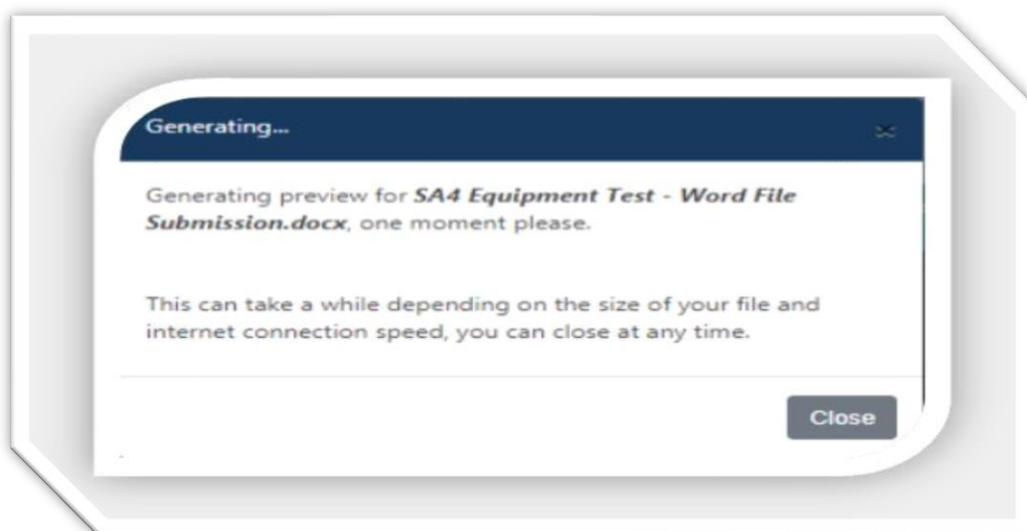 Generating...
Generating preview for SA4 Equipment Test - Word File
Submission.docx, one moment please.
This can take a while depending on the size of your file and
internet connection speed, you can close at any time.
Close